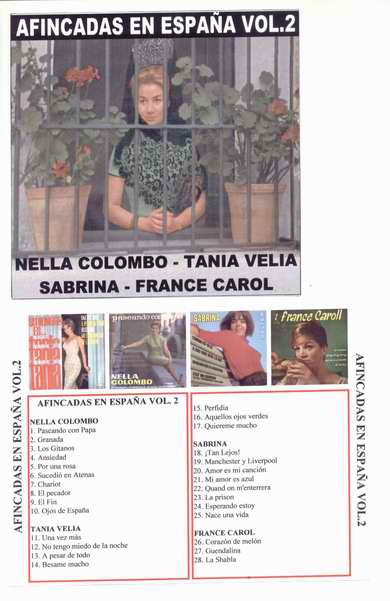 AFINCADAS EN ESPAÑA VOL.2
NELLA COLOMBO - TANIA VELIA
SABRINA - FRANCE CAROL
NELLA
COLOMBO
SABRINA
France Caroll
AFINCADAS EN ESPAÑA VOL.2
AFINCADAS EN ESPAÑA VOL. 2
NELLA COLOMBO
1. Paseando con Papa
2. Granada
3. Los Gitanos
4. Ansiedad
5. Por una rosa
6. Sucedió en Atenas
7. Chariot
8. El pecador
9. El Fin
10. Ojos de España
TANIA VELIA
11. Una vez más
12. No tengo miedo de la noche
13. A pesar de todo
14. Besame mucho
15. Perfidia
16. Aquellos ojos verdes
17. Quiereme mucho
SABRINA
18. ¡Tan Lejos!
19. Manchester y Liverpool
20. Amor es mi canción
21. Mi amor es azul
22. Quand on m'enterrera
23. La prison
24. Esperando estoy
25. Nace una vida
FRANCE CAROL
26. Corazón de melón
27. Guendalina
28. La Shabla
AFINCADAS EN ESPAÑA VOL.2